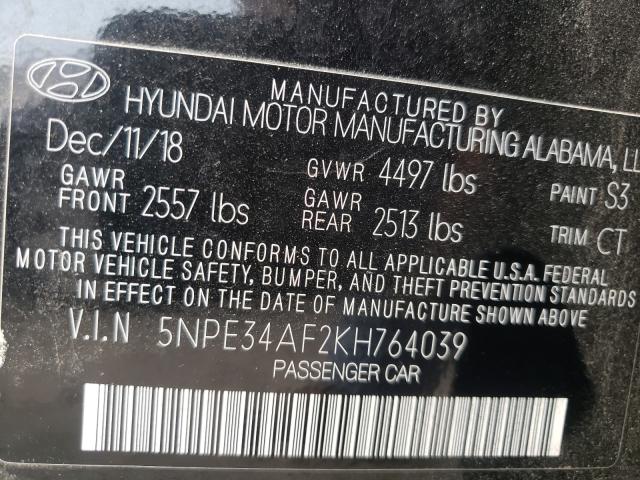 MANUFACTURED BY
HYUNDAI MOTOR MANUFACTURING ALABAMA, LL
Dec/11/18 GVWR 4497 lbs PAINT S3
GAWR FRONT 2557 lbs GAWR REAR 2513 lbs TRIM CT
THIS VEHICLE CONFORMS TO ALL APPLICABLE U.S.A. FEDERAL
MOTOR VEHICLE SAFETY, BUMPER, AND THEFT PREVENTION STANDARDS
IN EFFECT ON THE DATE OF MANUFACTURE SHOWN ABOVE
V.I.N 5NPE34AF2KH764039
PASSENGER CAR